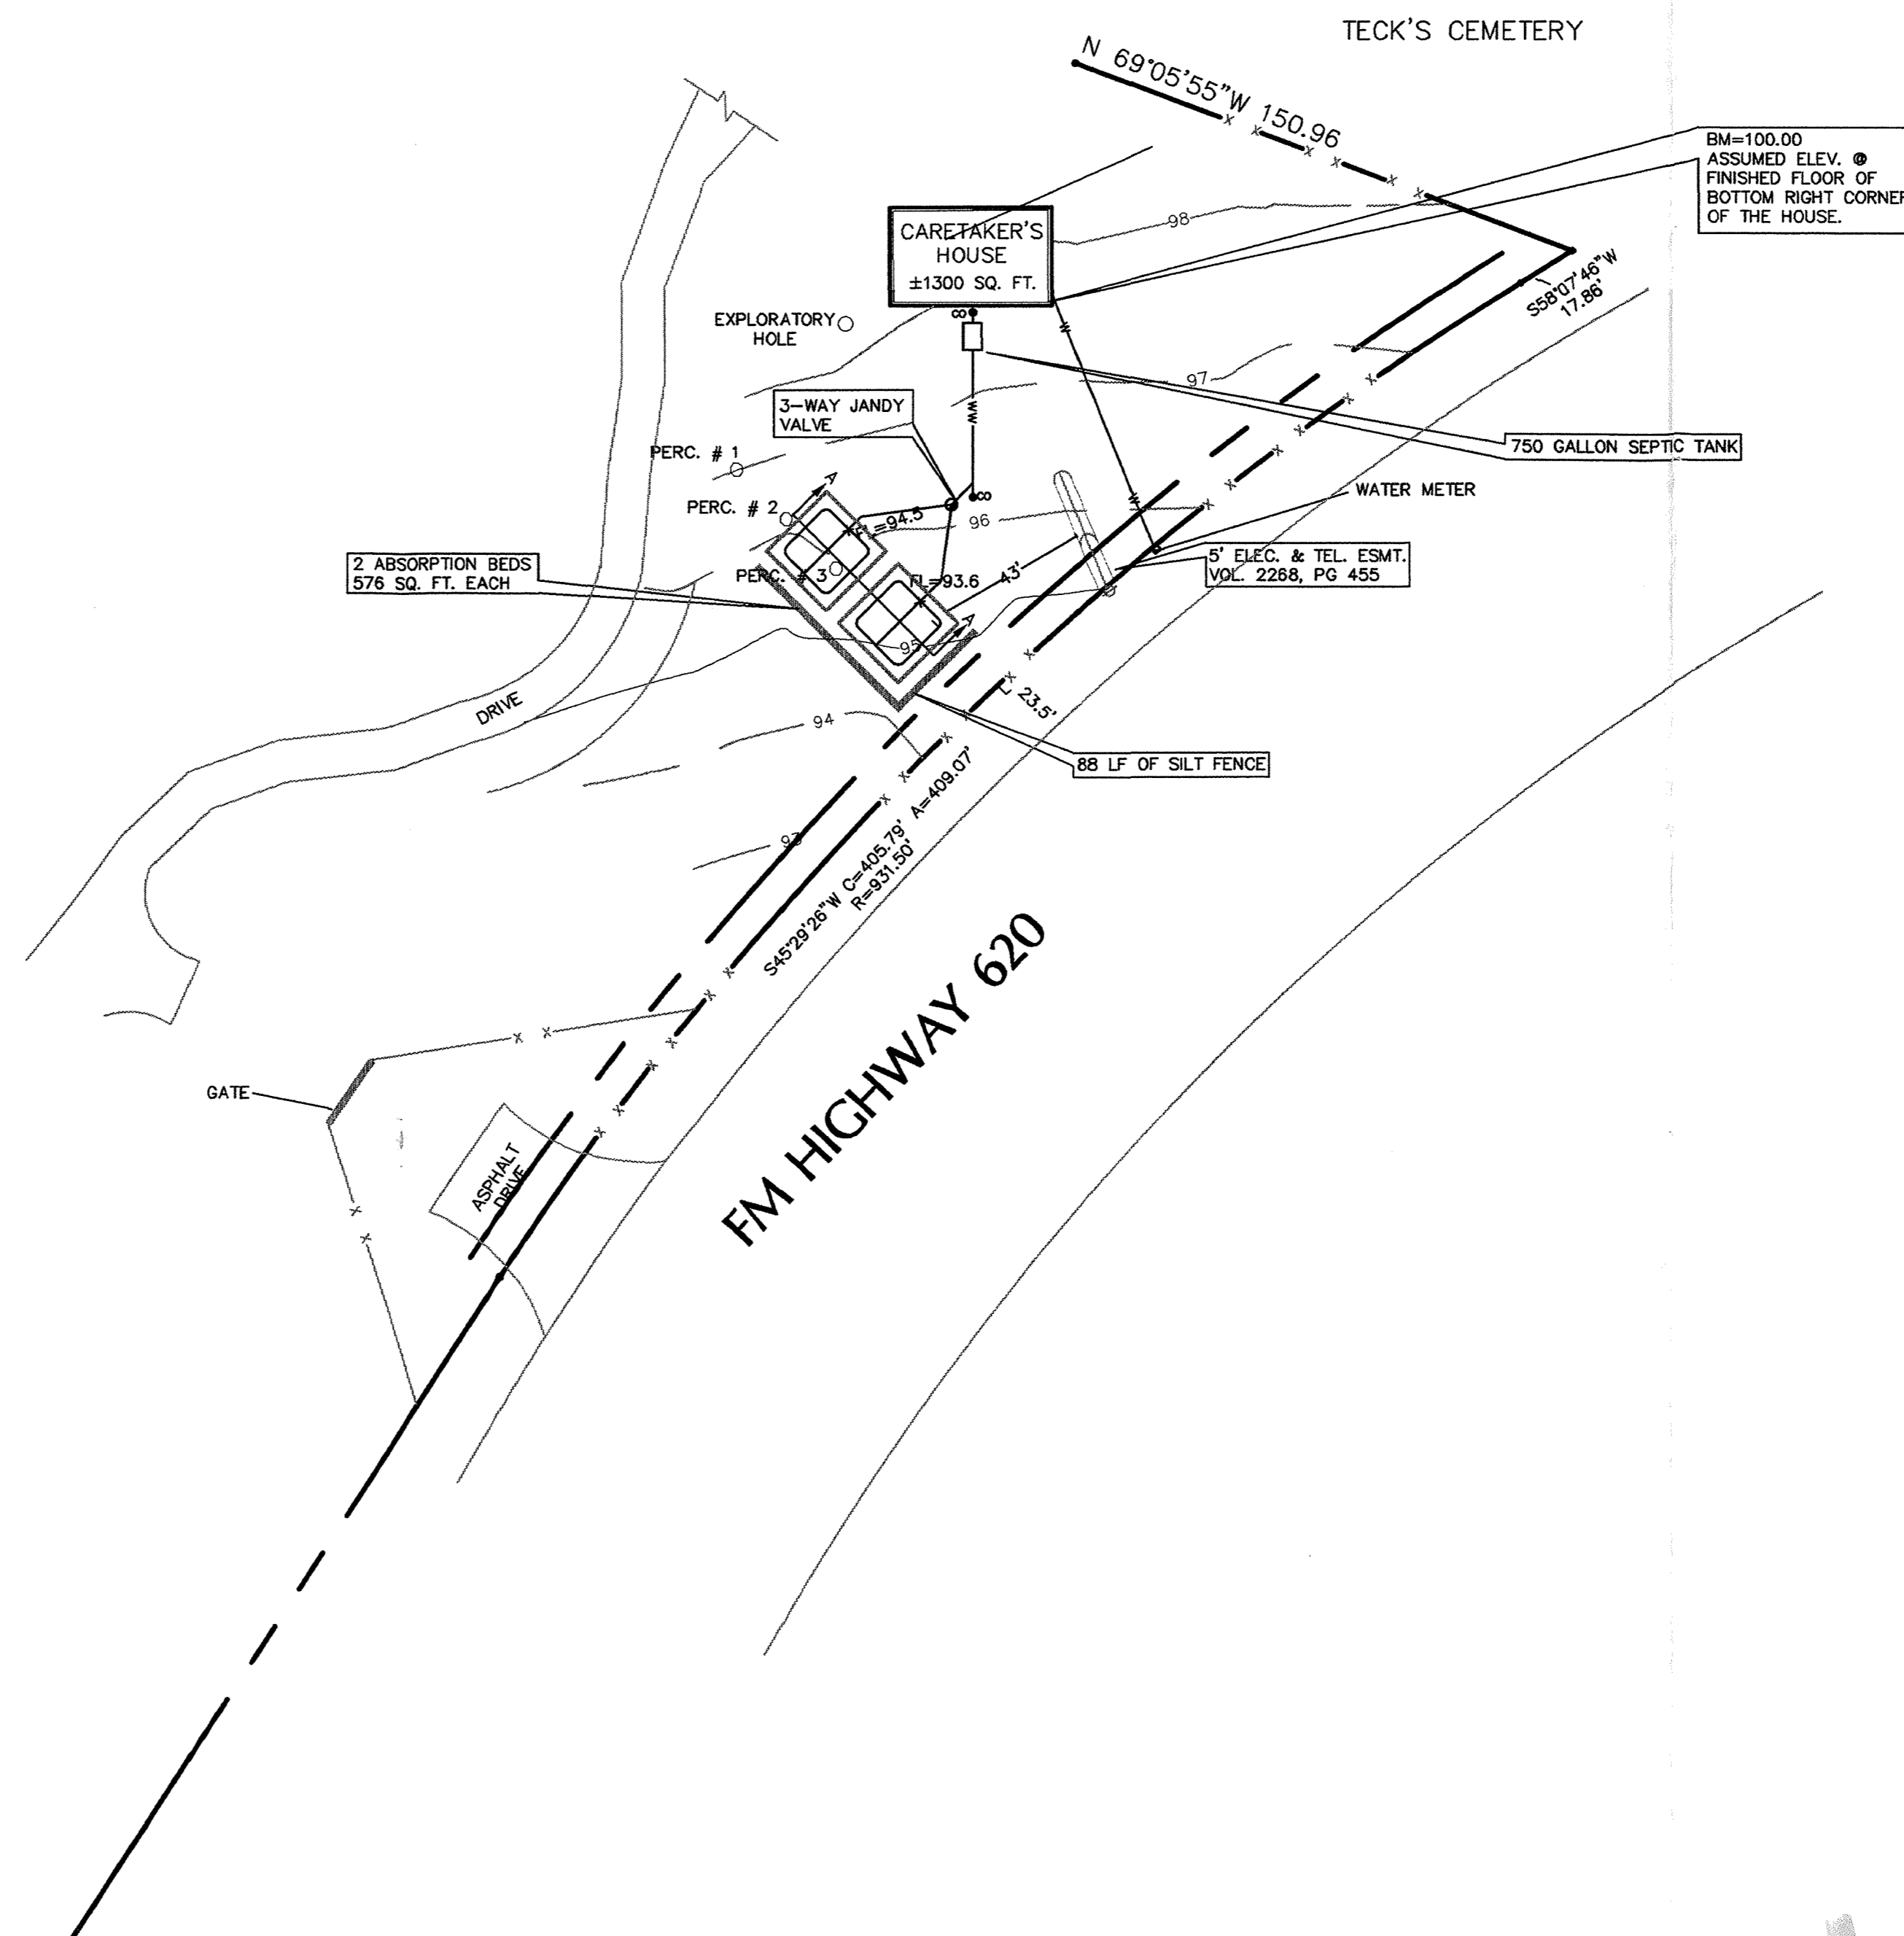 TECK'S CEMETERY
N 69°05'55"W 150.96
BM=100.00
ASSUMED ELEV. @
FINISHED FLOOR OF
BOTTOM RIGHT CORNER
OF THE HOUSE.
CARETAKER'S
HOUSE
±1300 SQ. FT.
98
S58°07'46"W
17.86'
EXPLORATORY
HOLE
97
3-WAY JANDY
VALVE
WW
750 GALLON SEPTIC TANK
PERC. # 1
A
WATER METER
PERC. # 2
FL=94.5
96
2 ABSORPTION BEDS
576 SQ. FT. EACH
PERC. # 3
FL=93.6
43'
5' ELEC. & TEL. ESMT.
VOL. 2268, PG 455
A
95
23.5'
DRIVE
94
88 LF OF SILT FENCE
93
S45°29'26"W C=405.79' A=409.07'
R=931.50'
FM HIGHWAY 620
GATE
ASPHALT
DRIVE